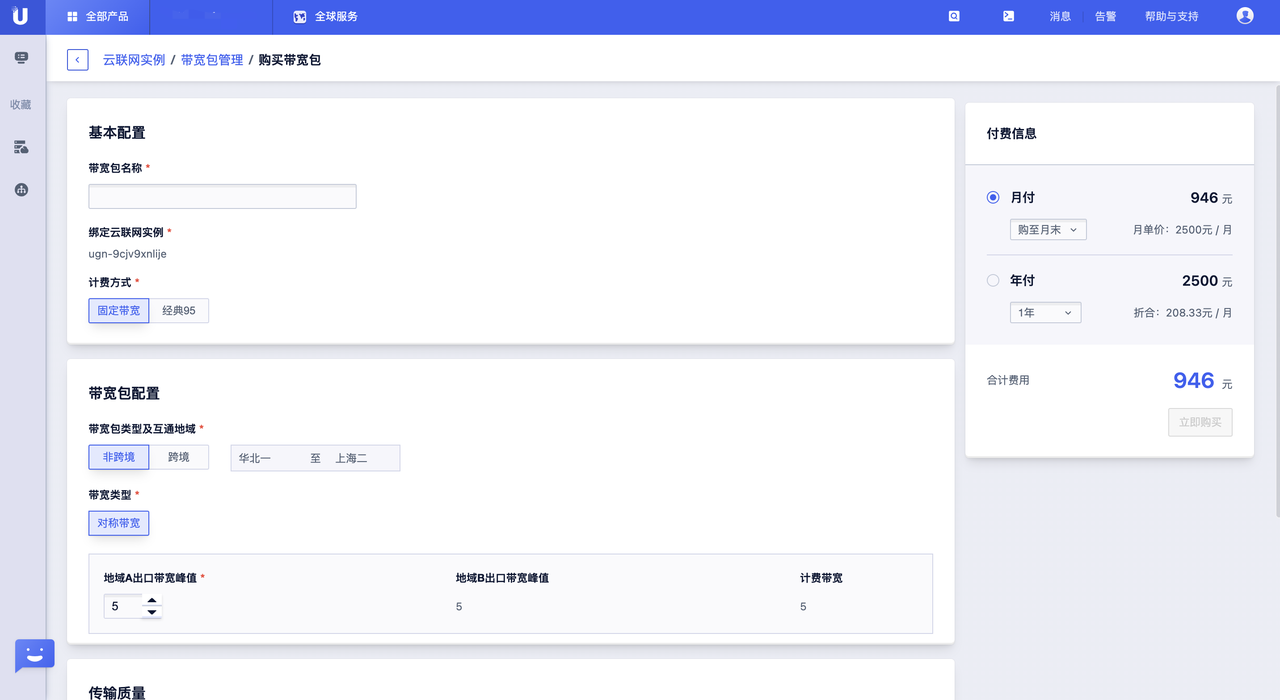 U
全部产品
全球服务
消息
告警
帮助与支持
收藏
云联网实例 / 带宽包管理 / 购买带宽包
基本配置
带宽包名称 *
绑定云联网实例 *
ugn-9cjv9xnlije
计费方式 *
固定带宽 经典95
带宽包配置
带宽包类型及互通地域 *
非跨境 跨境 华北一 至 上海二
带宽类型 *
对称带宽
地域A出口带宽峰值 * 地域B出口带宽峰值 计费带宽
5 5 5
传输质量
付费信息
月付 946 元
购至月末 月单价：2500元 / 月
年付 2500 元
1年 折合：208.33元 / 月
合计费用 946 元
立即购买